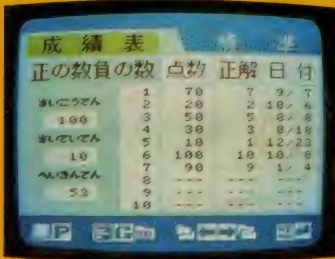 成績表
正の数負の数 点数 正解 日付
1 70 7 9/ 7
さいこうてん 2 20 2 10/ 6
100 3 50 5 8/ 8
4 30 3 8/18
さいていてん 5 10 1 12/23
10 6 100 10 10/ 8
へいきんてん 7 90 9 1/ 4
53 8 --- -- ---
9 --- -- ---
10 --- -- ---
P